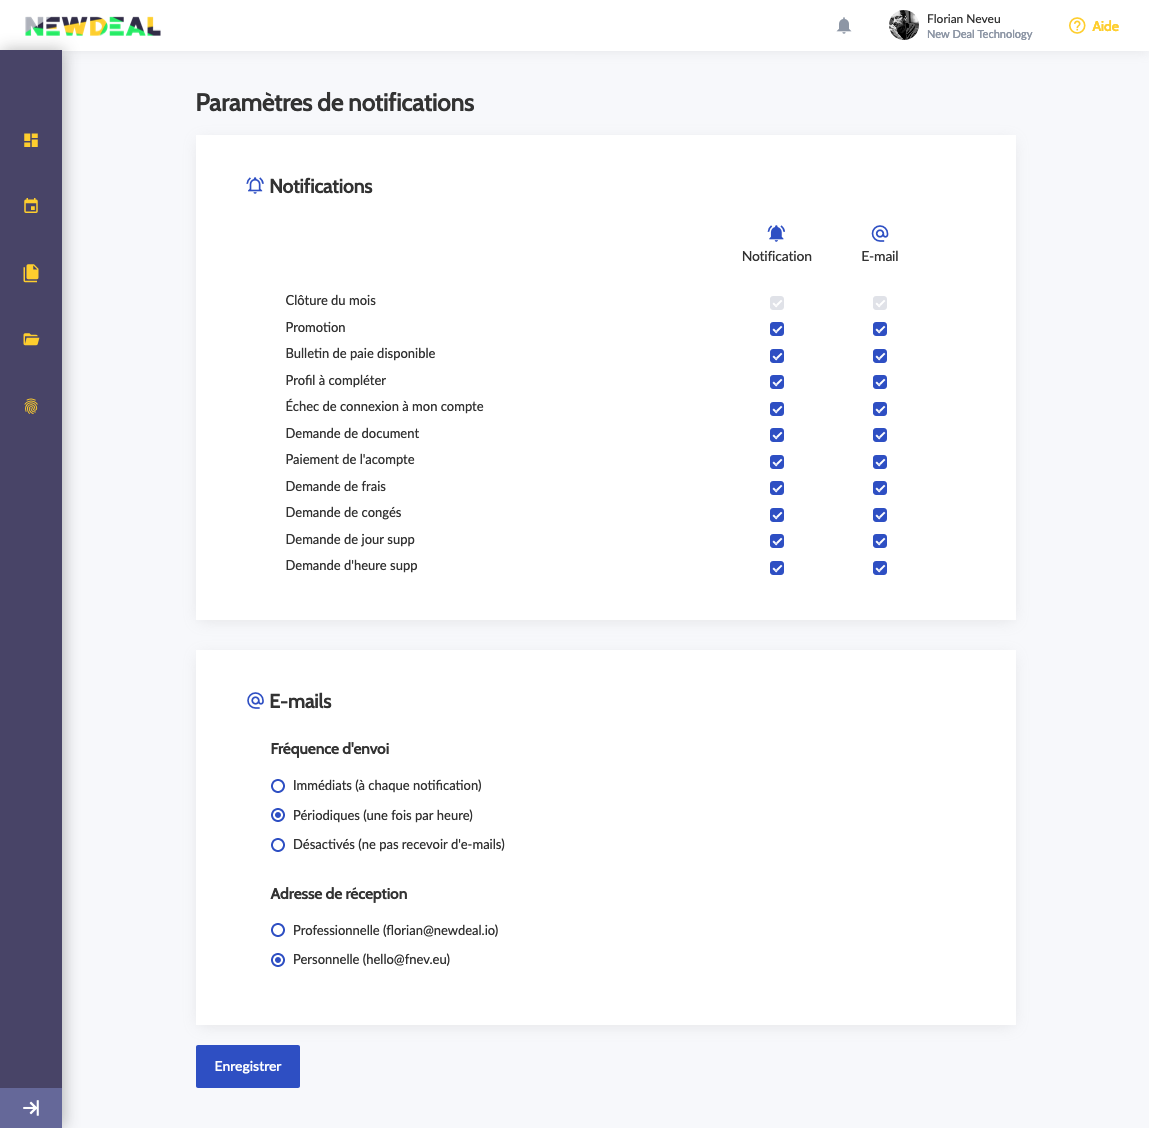 NEWDEAL
Florian Neveu
New Deal Technology
Aide
Paramètres de notifications
Notifications
Notification E-mail
Clôture du mois
Promotion
Bulletin de paie disponible
Profil à compléter
Échec de connexion à mon compte
Demande de document
Paiement de l'acompte
Demande de frais
Demande de congés
Demande de jour supp
Demande d'heure supp
E-mails
Fréquence d'envoi
Immédiats (à chaque notification)
Périodiques (une fois par heure)
Désactivés (ne pas recevoir d'e-mails)
Adresse de réception
Professionnelle (florian@newdeal.io)
Personnelle (hello@fnev.eu)
Enregistrer